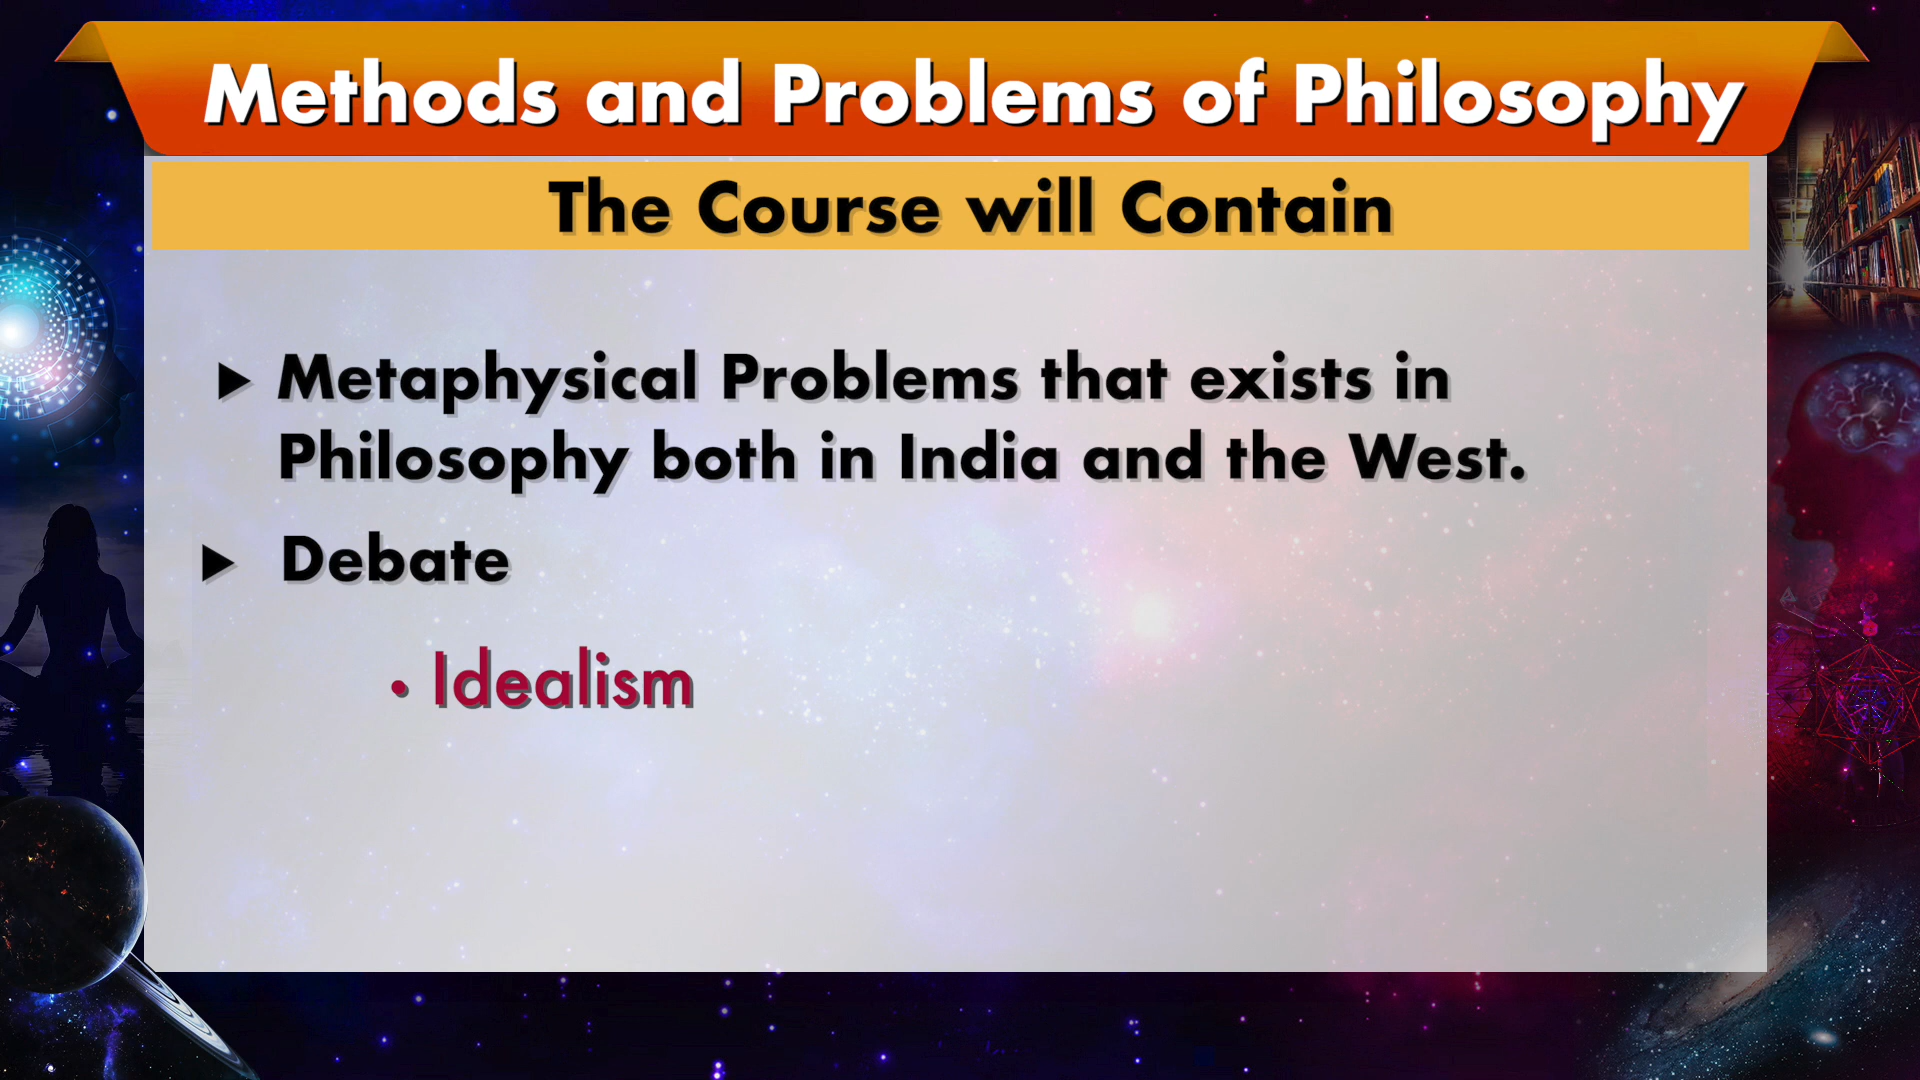 Methods and Problems of Philosophy
The Course will Contain
▶ Metaphysical Problems that exists in
Philosophy both in India and the West.
▶ Debate
• Idealism